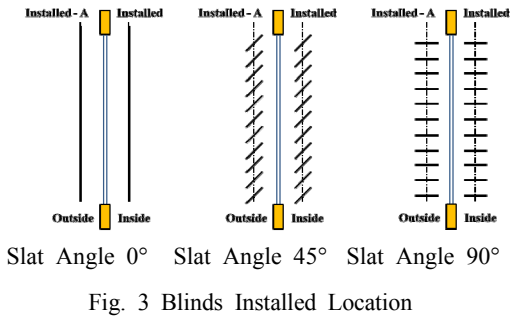 Installed - A Installed Installed - A Installed Installed - A Installed
Outside Inside Outside Inside Outside Inside
Slat Angle 0° Slat Angle 45° Slat Angle 90°
Fig. 3 Blinds Installed Location